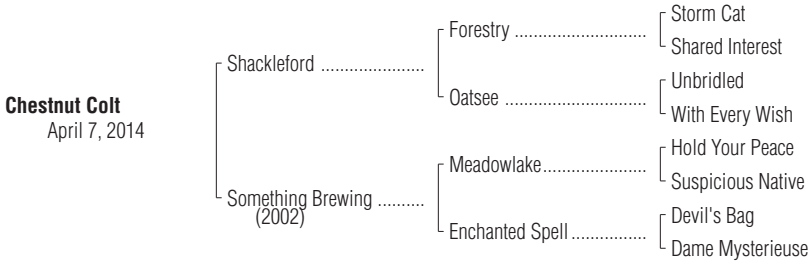 Storm Cat
Forestry ............................
Shared Interest
Shackleford ......................
Unbridled
Oatsee ..............................
With Every Wish
Chestnut Colt
April 7, 2014
Hold Your Peace
Meadowlake......................
Suspicious Native
Something Brewing ..........
(2002)
Devil's Bag
Enchanted Spell................
Dame Mysterieuse